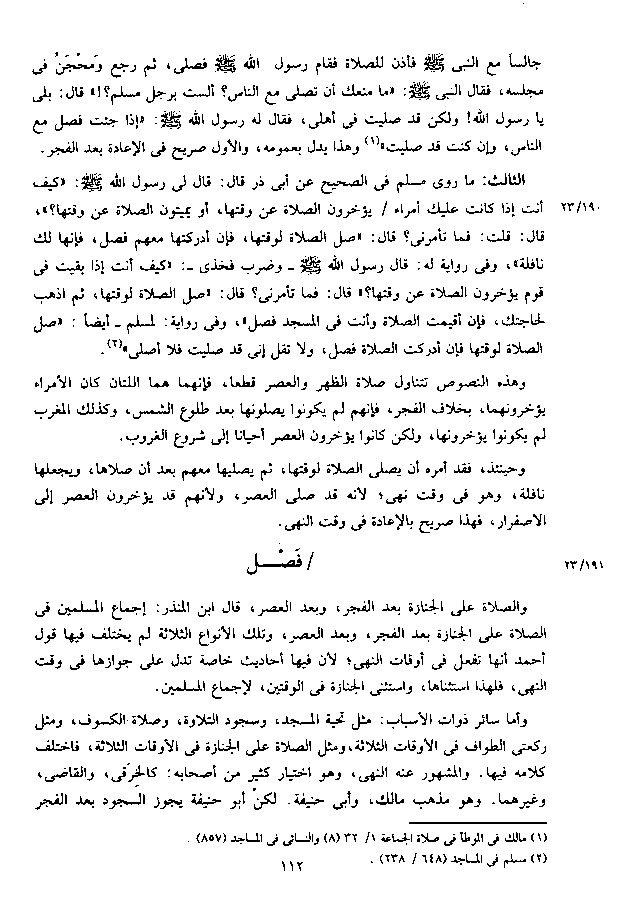 جالساً مع النبى ﷺ فأذن للصلاة فقام رسول الله ﷺ فصلى، ثم رجع ومَحْجَنُ فى
مجلسه، فقال النبى ﷺ: «ما منعك أن تصلى مع الناس؟ ألست برجل مسلم؟!» قال: بلى
يا رسول الله! ولكن قد صليت فى أهلى، فقال له رسول الله ﷺ: «إذا جئت فصل مع
الناس، وإن كنت قد صليت»(١) وهذا يدل بعمومه، والأول صريح فى الإعادة بعد الفجر.
الثالث: ما روى مسلم فى الصحيح عن أبى ذر قال: قال لى رسول الله ﷺ: «كيف
٢٣/١٩٠ أنت إذا كانت عليك أمراء / يؤخرون الصلاة عن وقتها، أو يميتون الصلاة عن وقتها؟»،
قال: قلت: فما تأمرنى؟ قال: «صل الصلاة لوقتها، فإن أدركتها معهم فصل، فإنها لك
نافلة»، وفى رواية له: قال رسول الله ﷺ ـ وضرب فخذى ـ: «كيف أنت إذا بقيت فى
قوم يؤخرون الصلاة عن وقتها؟» قال: فما تأمرنى؟ قال: «صل الصلاة لوقتها، ثم اذهب
لحاجتك، فإن أقيمت الصلاة وأنت فى المسجد فصل»، وفى رواية: لمسلم ـ أيضاً : «صل
الصلاة لوقتها فإن أدركت الصلاة فصل، ولا تقل إنى قد صليت فلا أصلى»(٢).
وهذه النصوص تتناول صلاة الظهر والعصر قطعا، فإنهما هما اللتان كان الأمراء
يؤخرونهما، بخلاف الفجر، فإنهم لم يكونوا يصلونها بعد طلوع الشمس، وكذلك المغرب
لم يكونوا يؤخرونها، ولكن كانوا يؤخرون العصر أحيانا إلى شروع الغروب.
وحينئذ، فقد أمره أن يصلى الصلاة لوقتها، ثم يصليها معهم بعد أن صلاها، ويجعلها
نافلة، وهو فى وقت نهى؛ لأنه قد صلى العصر، ولأنهم قد يؤخرون العصر إلى
الاصفرار، فهذا صريح بالإعادة فى وقت النهى.
٢٣/١٩١ / فَصْــل
والصلاة على الجنازة بعد الفجر، وبعد العصر، قال ابن المنذر: إجماع المسلمين فى
الصلاة على الجنازة بعد الفجر، وبعد العصر، وتلك الأنواع الثلاثة لم يختلف فيها قول
أحمد أنها تفعل فى أوقات النهى؛ لأن فيها أحاديث خاصة تدل على جوازها فى وقت
النهى، فلهذا استثناها، واستثنى الجنازة فى الوقتين، لإجماع المسلمين.
وأما سائر ذوات الأسباب: مثل تحية المسجد، وسجود التلاوة، وصلاة الكسوف، ومثل
ركعتى الطواف فى الأوقات الثلاثة، ومثل الصلاة على الجنازة فى الأوقات الثلاثة، فاختلف
كلامه فيها. والمشهور عنه النهى، وهو اختيار كثير من أصحابه؛ كالخِرَقى، والقاضى،
وغيرهما. وهو مذهب مالك، وأبى حنيفة. لكنْ أبو حنيفة يجوز السجود بعد الفجر
(١) مالك فى الموطأ فى صلاة الجماعة ١/ ٣٢ (٨) والنسائى فى المساجد (٨٥٧) .
(٢) مسلم فى المساجد (٦٤٨ / ٢٣٨) .
١١٢